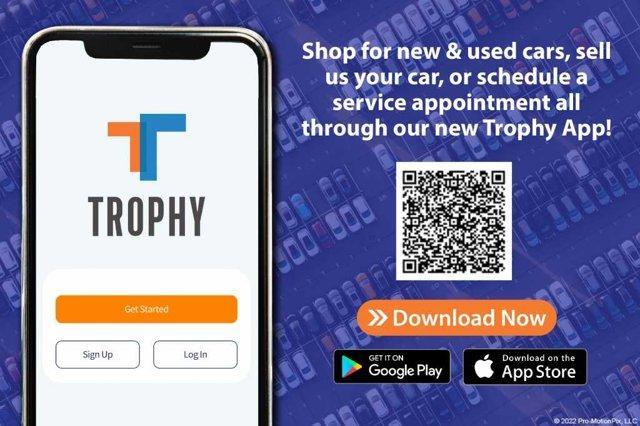 TROPHY
Get Started
Sign Up
Log In
Shop for new & used cars, sell
us your car, or schedule a
service appointment all
through our new Trophy App!
>> Download Now
GET IT ON
Google Play
Download on the
App Store
© 2022 Pro-MotionPix, LLC